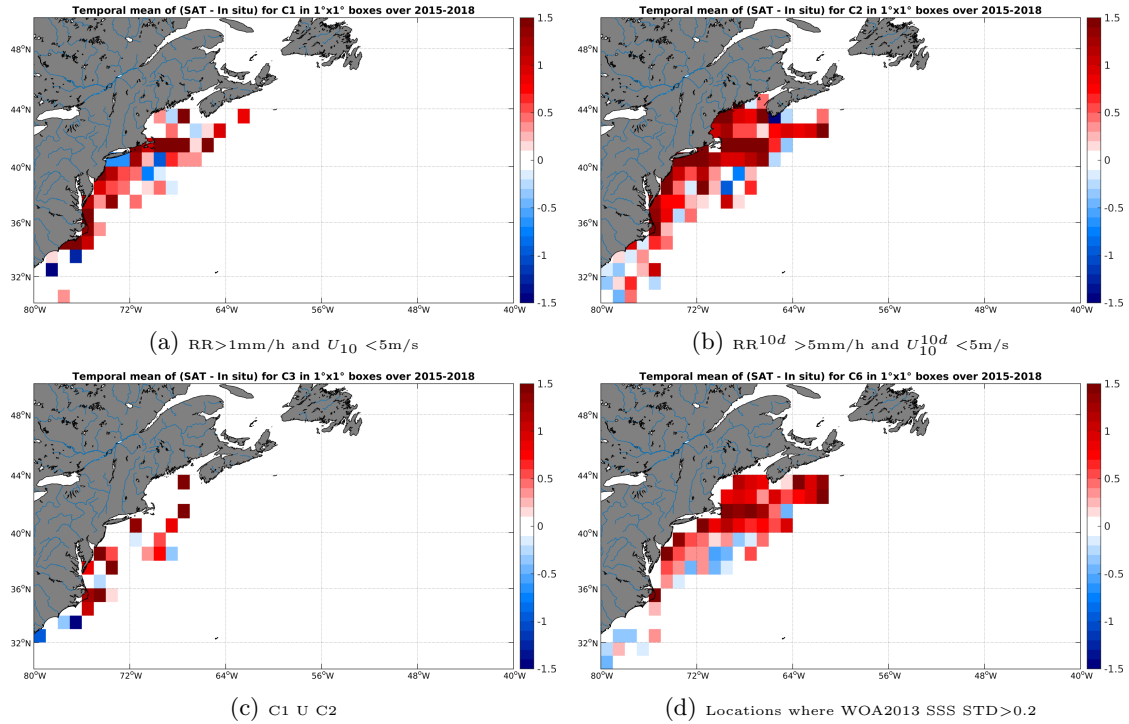 Temporal mean of (SAT - In situ) for C1 in 1°x1° boxes over 2015-2018
48°N
44°N
40°N
36°N
32°N
80°W 72°W 64°W 56°W 48°W 40°W
1.5
1
0.5
0
-0.5
-1
-1.5
(a) RR>1mm/h and U10 <5m/s
Temporal mean of (SAT - In situ) for C2 in 1°x1° boxes over 2015-2018
48°N
44°N
40°N
36°N
32°N
80°W 72°W 64°W 56°W 48°W 40°W
1.5
1
0.5
0
-0.5
-1
-1.5
(b) RR^10d >5mm/h and U10^10d <5m/s
Temporal mean of (SAT - In situ) for C3 in 1°x1° boxes over 2015-2018
48°N
44°N
40°N
36°N
32°N
80°W 72°W 64°W 56°W 48°W 40°W
1.5
1
0.5
0
-0.5
-1
-1.5
(c) C1 U C2
Temporal mean of (SAT - In situ) for C6 in 1°x1° boxes over 2015-2018
48°N
44°N
40°N
36°N
32°N
80°W 72°W 64°W 56°W 48°W 40°W
1.5
1
0.5
0
-0.5
-1
-1.5
(d) Locations where WOA2013 SSS STD>0.2